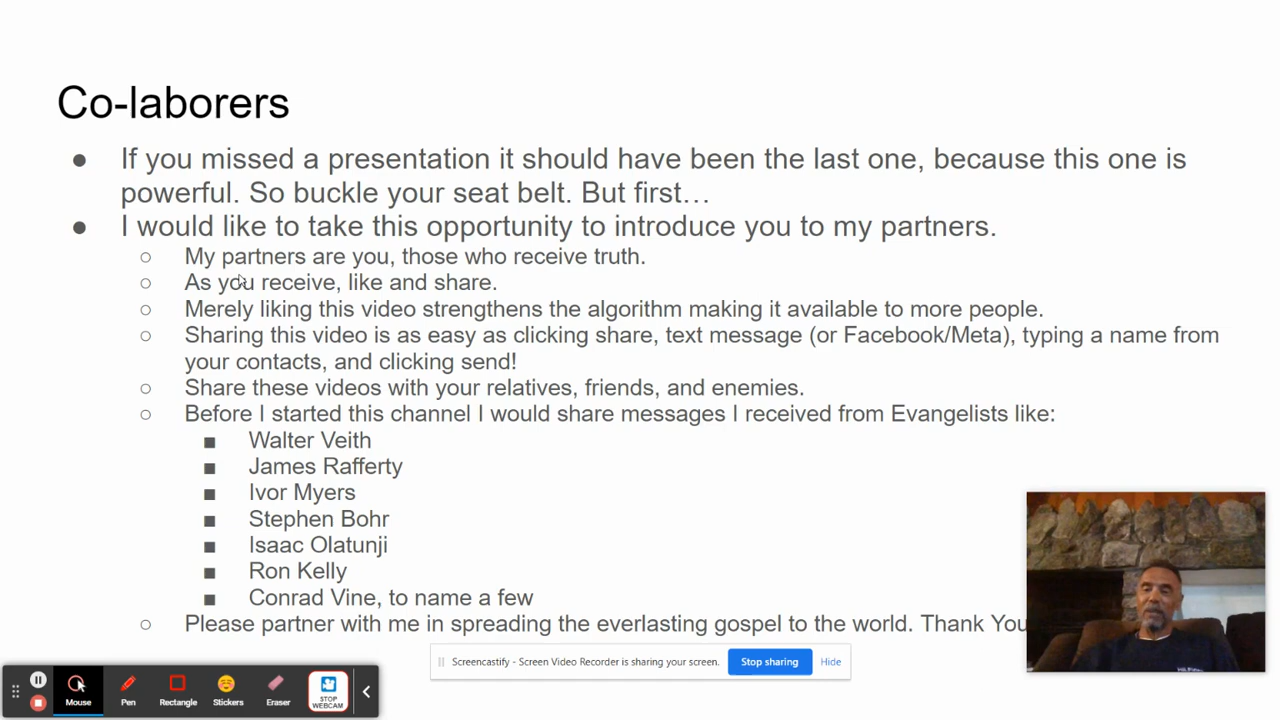 Co-laborers
● If you missed a presentation it should have been the last one, because this one is
powerful. So buckle your seat belt. But first…
● I would like to take this opportunity to introduce you to my partners.
○ My partners are you, those who receive truth.
○ As you receive, like and share.
○ Merely liking this video strengthens the algorithm making it available to more people.
○ Sharing this video is as easy as clicking share, text message (or Facebook/Meta), typing a name from
your contacts, and clicking send!
○ Share these videos with your relatives, friends, and enemies.
○ Before I started this channel I would share messages I received from Evangelists like:
■ Walter Veith
■ James Rafferty
■ Ivor Myers
■ Stephen Bohr
■ Isaac Olatunji
■ Ron Kelly
■ Conrad Vine, to name a few
○ Please partner with me in spreading the everlasting gospel to the world. Thank You
Screencastify - Screen Video Recorder is sharing your screen. Stop sharing Hide
Mouse Pen Rectangle Stickers Eraser STOP
WEBCAM